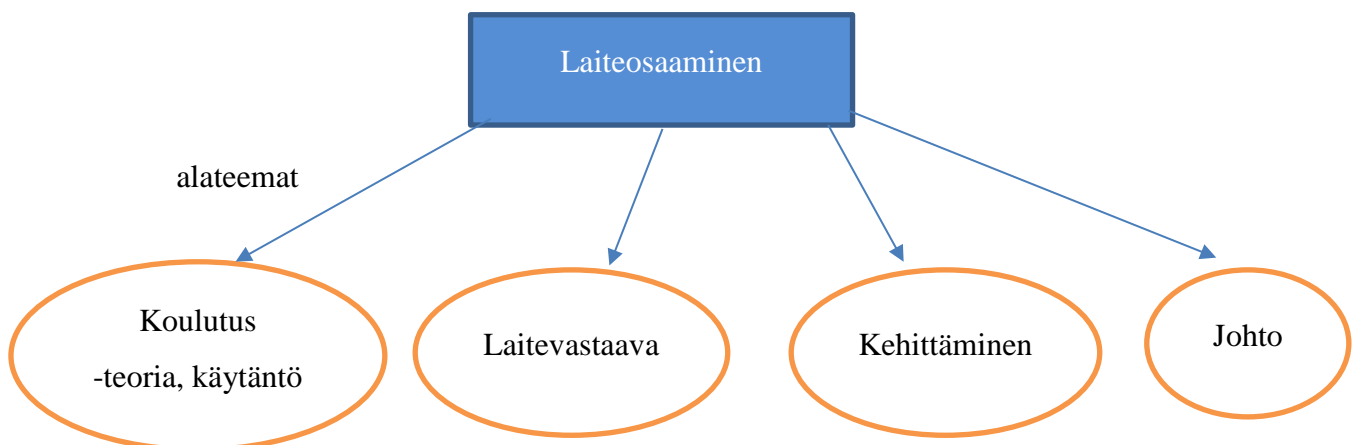 Laiteosaaminen
alateemat
Koulutus
-teoria, käytäntö
Laitevastaava
Kehittäminen
Johto